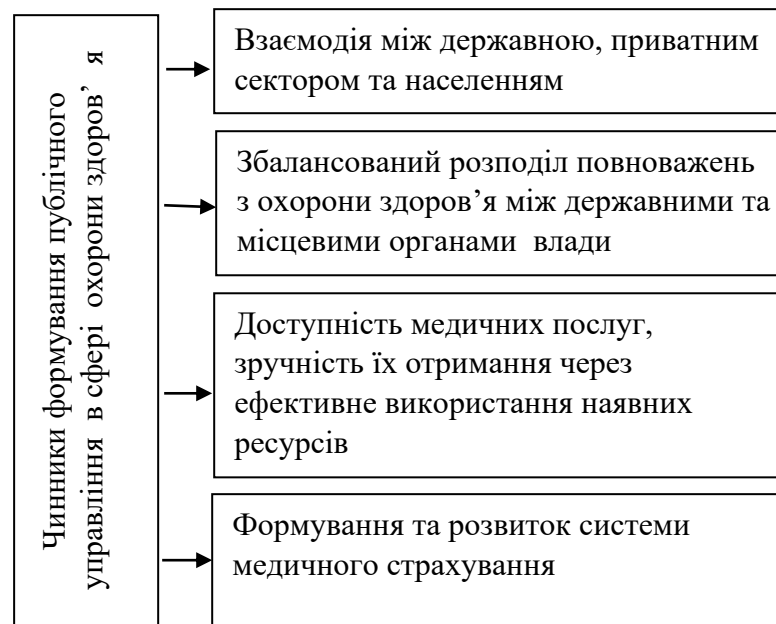 Чинники формування публічного
управління в сфері охорони здоров’ я
Взаємодія між державною, приватним
сектором та населенням
Збалансований розподіл повноважень
з охорони здоров’я між державними та
місцевими органами влади
Доступність медичних послуг,
зручність їх отримання через
ефективне використання наявних
ресурсів
Формування та розвиток системи
медичного страхування